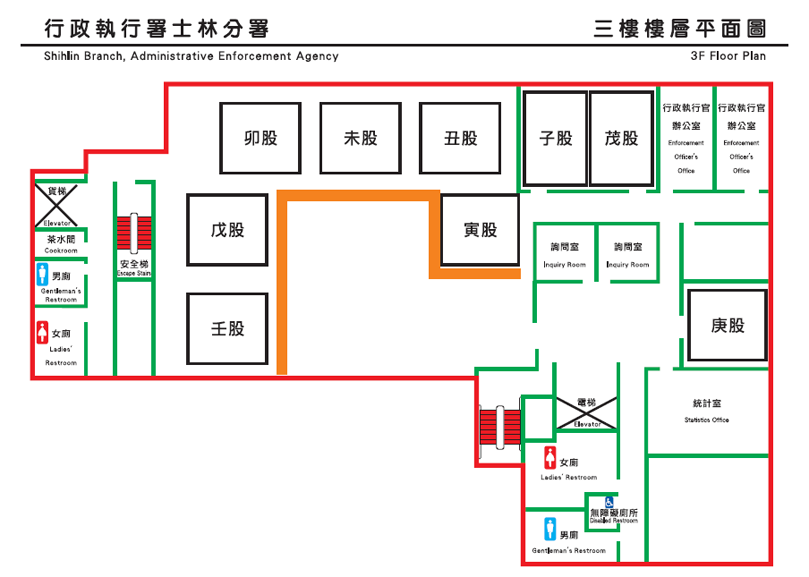 行政執行署士林分署
三樓樓層平面圖
Shihlin Branch, Administrative Enforcement Agency
3F Floor Plan
卯股
未股
丑股
子股
茂股
行政執行官
辦公室
Enforcement
Officer's
Office
行政執行官
辦公室
Enforcement
Officer's
Office
貨梯
Elevator
茶水間
Cookroom
男廁
Gentleman's
Restroom
女廁
Ladies'
Restroom
安全梯
Escape Stairs
戊股
寅股
詢問室
Inquiry Room
詢問室
Inquiry Room
壬股
庚股
電梯
Elevator
統計室
Statistics Office
女廁
Ladies' Restroom
無障礙廁所
Disabled Restroom
男廁
Gentleman's Restroom